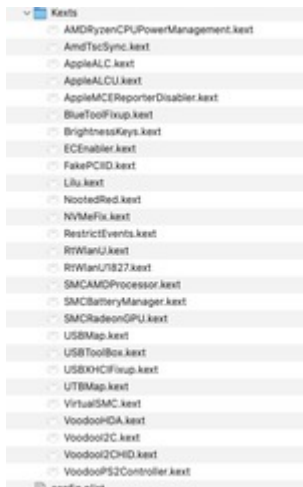 Kexts
AMDRyzenCPUPowerManagement.kext
AmdTscSync.kext
AppleALC.kext
AppleALCU.kext
AppleMCEReporterDisabler.kext
BlueToolFixup.kext
BrightnessKeys.kext
ECEnabler.kext
FakePCIID.kext
Lilu.kext
NootedRed.kext
NVMeFix.kext
RestrictEvents.kext
RtWlanU.kext
RtWlanU1827.kext
SMCAMDProcessor.kext
SMCBatteryManager.kext
SMCRadeonGPU.kext
USBMap.kext
USBToolBox.kext
USBXHCIFixup.kext
UTBMap.kext
VirtualSMC.kext
VoodooHDA.kext
VoodooI2C.kext
VoodooI2CHID.kext
VoodooPS2Controller.kext
config.plist